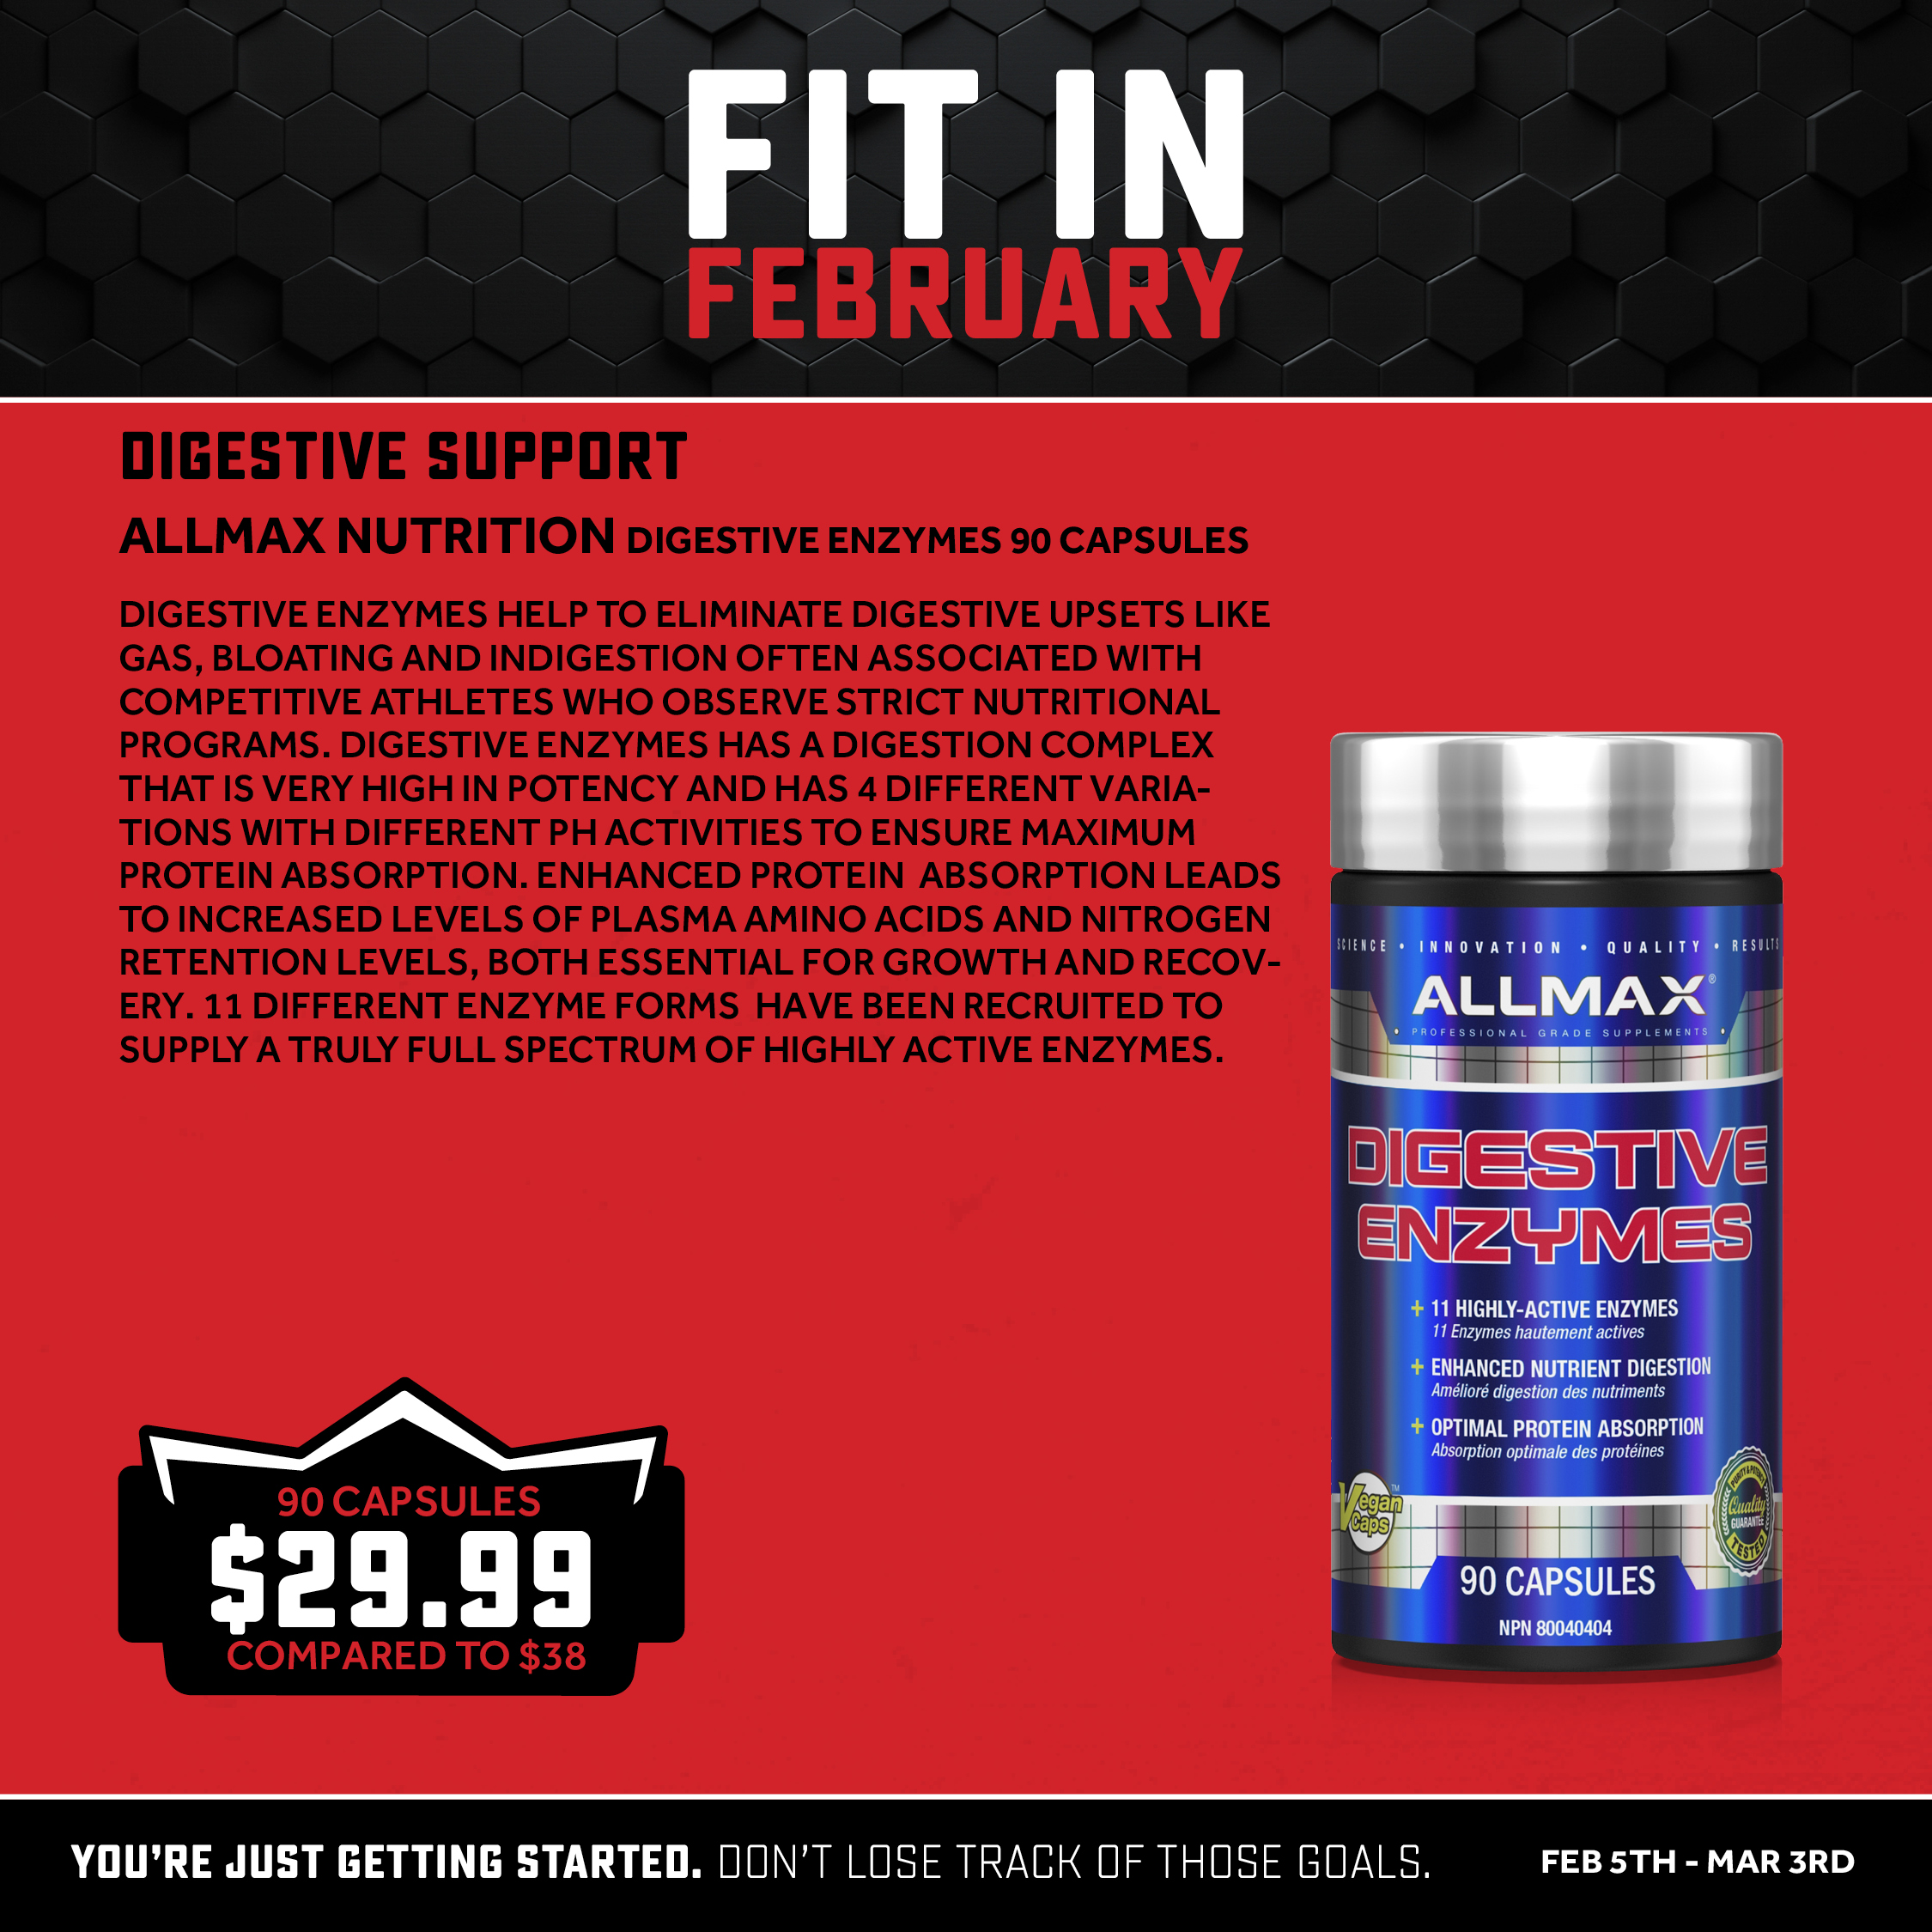 FIT IN
FEBRUARY
DIGESTIVE SUPPORT
ALLMAX NUTRITION DIGESTIVE ENZYMES 90 CAPSULES
DIGESTIVE ENZYMES HELP TO ELIMINATE DIGESTIVE UPSETS LIKE
GAS, BLOATING AND INDIGESTION OFTEN ASSOCIATED WITH
COMPETITIVE ATHLETES WHO OBSERVE STRICT NUTRITIONAL
PROGRAMS. DIGESTIVE ENZYMES HAS A DIGESTION COMPLEX
THAT IS VERY HIGH IN POTENCY AND HAS 4 DIFFERENT VARIA-
TIONS WITH DIFFERENT PH ACTIVITIES TO ENSURE MAXIMUM
PROTEIN ABSORPTION. ENHANCED PROTEIN ABSORPTION LEADS
TO INCREASED LEVELS OF PLASMA AMINO ACIDS AND NITROGEN
RETENTION LEVELS, BOTH ESSENTIAL FOR GROWTH AND RECOV-
ERY. 11 DIFFERENT ENZYME FORMS HAVE BEEN RECRUITED TO
SUPPLY A TRULY FULL SPECTRUM OF HIGHLY ACTIVE ENZYMES.
SCIENCE • INNOVATION • QUALITY • RESULTS
ALLMAX®
• PROFESSIONAL GRADE SUPPLEMENTS •
DIGESTIVE
ENZYMES
+ 11 HIGHLY-ACTIVE ENZYMES
11 Enzymes hautement actives
+ ENHANCED NUTRIENT DIGESTION
Amélioré digestion des nutriments
+ OPTIMAL PROTEIN ABSORPTION
Absorption optimale des protéines
Vegan™
Caps
PURITY & POTENCY
Quality
GUARANTEE
TESTED
90 CAPSULES
NPN 80040404
90 CAPSULES
$29.99
COMPARED TO $38
YOU'RE JUST GETTING STARTED. DON'T LOSE TRACK OF THOSE GOALS.
FEB 5TH - MAR 3RD